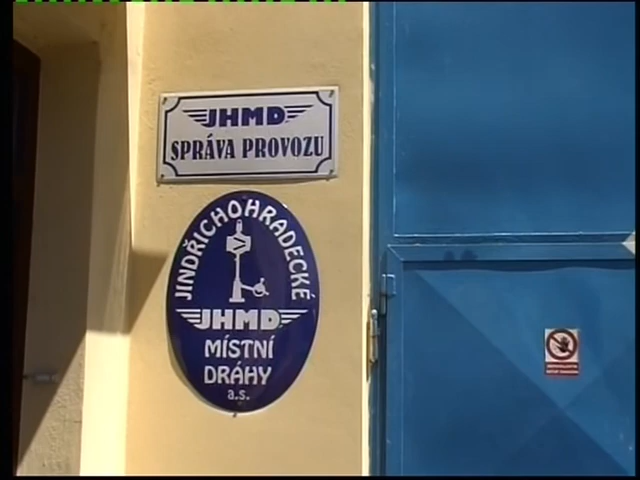 JHMD
SPRÁVA PROVOZU
JINDŘICHOHRADECKÉ
JHMD
MÍSTNÍ
DRÁHY
a.s.